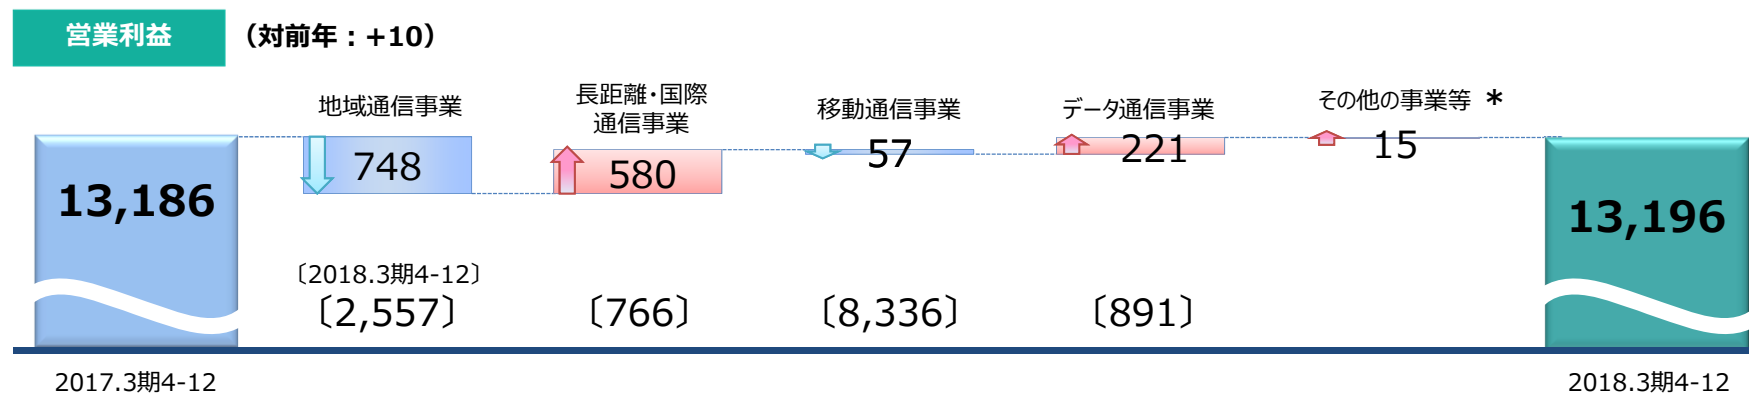 営業利益
（対前年：+10）
地域通信事業
長距離・国際
通信事業
移動通信事業
データ通信事業
その他の事業等 *
13,186
748
580
57
221
15
13,196
〔2018.3期4-12〕
〔2,557〕
〔766〕
〔8,336〕
〔891〕
2017.3期4-12
2018.3期4-12